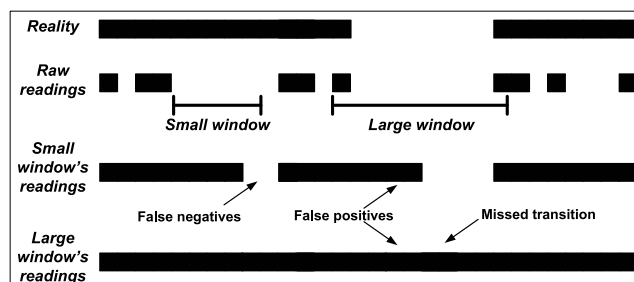 Reality
Raw
readings
Small window
Large window
Small
window's
readings
False negatives
False positives
Missed transition
Large
window's
readings